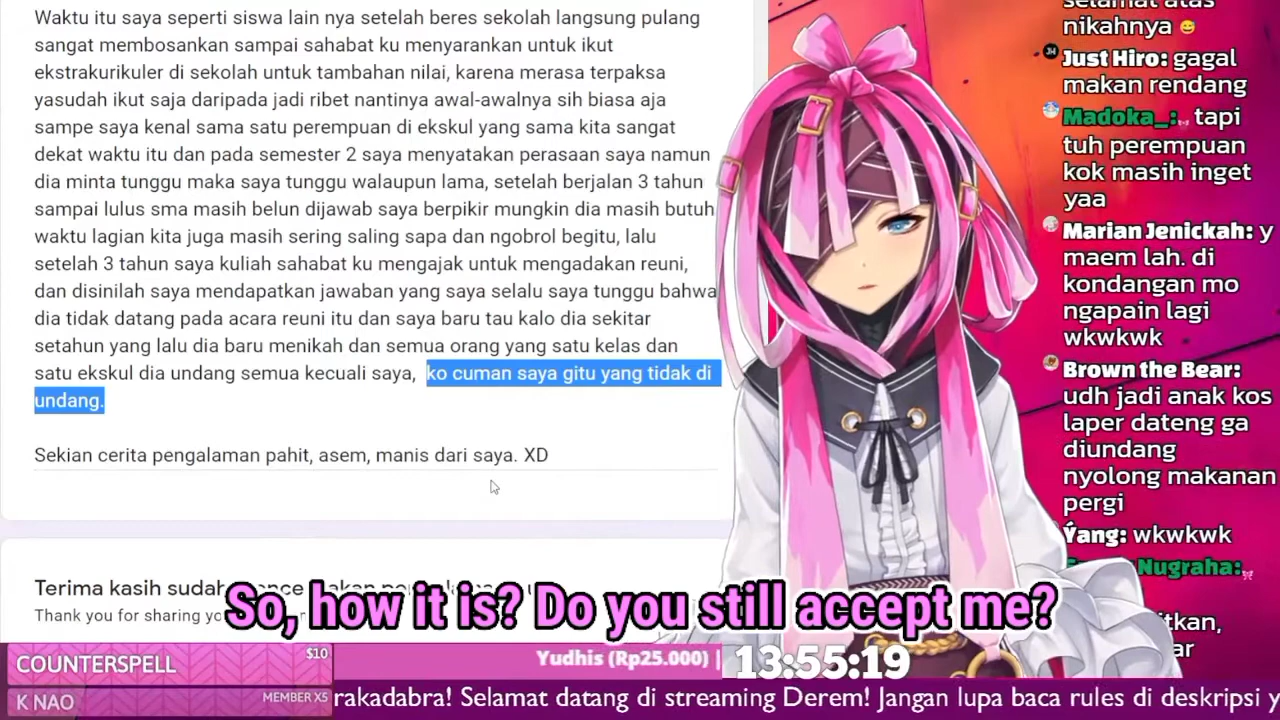 Waktu itu saya seperti siswa lain nya setelah beres sekolah langsung pulang
sangat membosankan sampai sahabat ku menyarankan untuk ikut
ekstrakurikuler di sekolah untuk tambahan nilai, karena merasa terpaksa
yasudah ikut saja daripada jadi ribet nantinya awal-awalnya sih biasa aja
sampe saya kenal sama satu perempuan di ekskul yang sama kita sangat
dekat waktu itu dan pada semester 2 saya menyatakan perasaan saya namun
dia minta tunggu maka saya tunggu walaupun lama, setelah berjalan 3 tahun
sampai lulus sma masih belun dijawab saya berpikir mungkin dia masih butuh
waktu lagian kita juga masih sering saling sapa dan ngobrol begitu, lalu
setelah 3 tahun saya kuliah sahabat ku mengajak untuk mengadakan reuni,
dan disinilah saya mendapatkan jawaban yang saya selalu saya tunggu bahwa
dia tidak datang pada acara reuni itu dan saya baru tau kalo dia sekitar
setahun yang lalu dia baru menikah dan semua orang yang satu kelas dan
satu ekskul dia undang semua kecuali saya, ko cuman saya gitu yang tidak di
undang.
Sekian cerita pengalaman pahit, asem, manis dari saya. XD
Terima kasih sudah
Thank you for sharing
So, how it is? Do you still accept me?
selamat atas
nikahnya
Just Hiro: gagal
makan rendang
Madoka_: tapi
tuh perempuan
kok masih inget
yaa
Marian Jenickah: y
maem lah. di
kondangan mo
ngapain lagi
wkwkwk
Brown the Bear:
udh jadi anak kos
laper dateng ga
diundang
nyolong makanan
pergi
Ýang: wkwkwk
Nugraha:
COUNTERSPELL
$10
K NAO
MEMBER X5
Yudhis (Rp25.000) |
13:55:19
rakadabra! Selamat datang di streaming Derem! Jangan lupa baca rules di deskripsi y